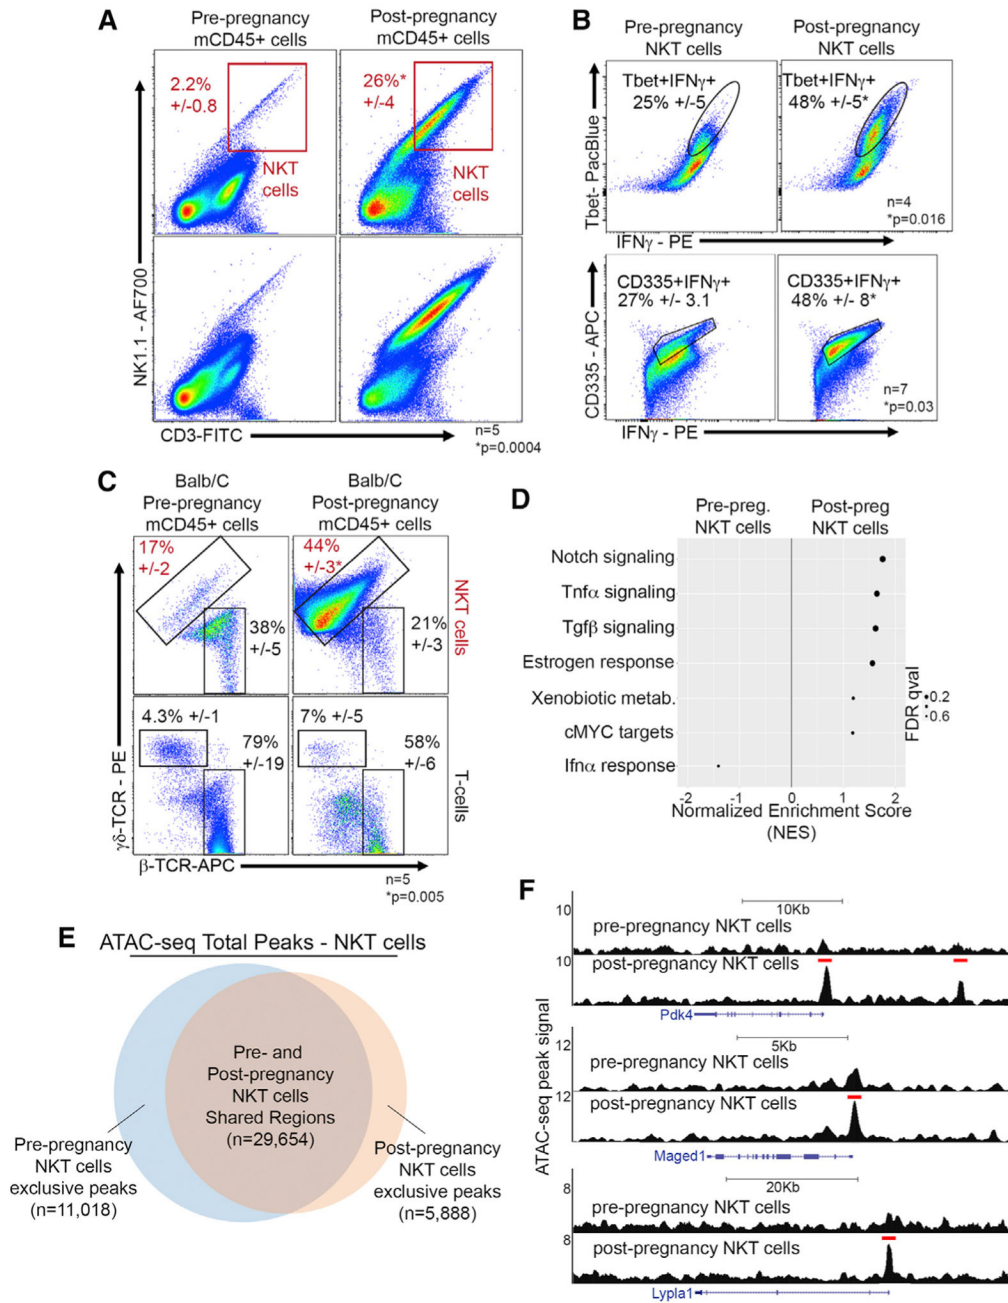 A
Pre-pregnancy
mCD45+ cells
Post-pregnancy
mCD45+ cells
2.2%
+/-0.8
NKT
cells
26%*
+/-4
NKT
cells
NK1.1 - AF700
CD3-FITC
n=5
*p=0.0004
B
Pre-pregnancy
NKT cells
Post-pregnancy
NKT cells
Tbet+IFNγ+
25% +/-5
Tbet+IFNγ+
48% +/-5*
Tbet- PacBlue
n=4
*p=0.016
IFNγ - PE
CD335+IFNγ+
27% +/- 3.1
CD335+IFNγ+
48% +/- 8*
CD335 - APC
n=7
*p=0.03
IFNγ - PE
C
Balb/C
Pre-pregnancy
mCD45+ cells
Balb/C
Post-pregnancy
mCD45+ cells
17%
+/-2
38%
+/-5
44%
+/-3*
21%
+/-3
NKT cells
4.3% +/-1
79%
+/-19
7% +/-5
58%
+/-6
T-cells
γδ-TCR - PE
β-TCR-APC
n=5
*p=0.005
D
Pre-preg.
NKT cells
Post-preg
NKT cells
Notch signaling
Tnfα signaling
Tgfβ signaling
Estrogen response
Xenobiotic metab.
cMYC targets
Ifnα response
-2 -1 0 1 2
Normalized Enrichment Score
(NES)
FDR qval
0.2
0.6
E
ATAC-seq Total Peaks - NKT cells
Pre- and
Post-pregnancy
NKT cells
Shared Regions
(n=29,654)
Pre-pregnancy
NKT cells
exclusive peaks
(n=11,018)
Post-pregnancy
NKT cells
exclusive peaks
(n=5,888)
F
ATAC-seq peak signal
10
10Kb
pre-pregnancy NKT cells
10
post-pregnancy NKT cells
Pdk4
12
5Kb
pre-pregnancy NKT cells
12
post-pregnancy NKT cells
Maged1
8
20Kb
pre-pregnancy NKT cells
8
post-pregnancy NKT cells
Lypla1